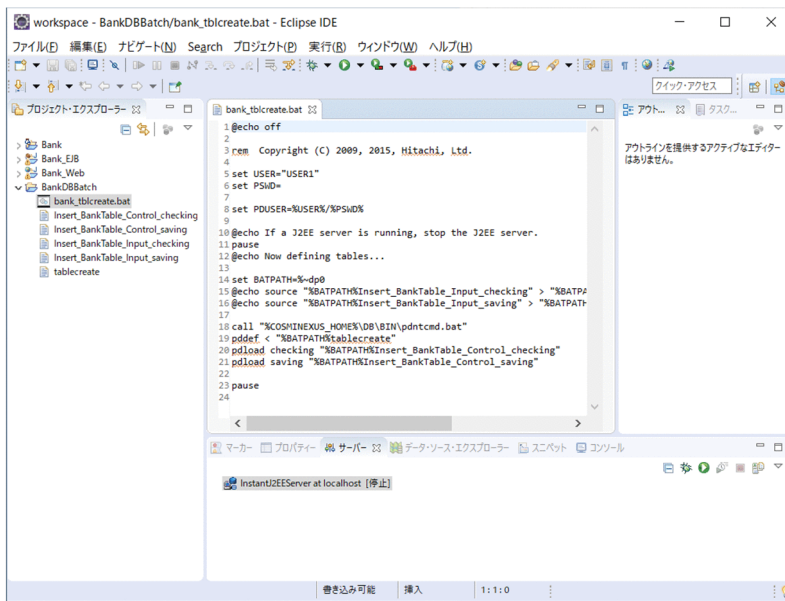 workspace - BankDBBatch/bank_tblcreate.bat - Eclipse IDE
ファイル(F) 編集(E) ナビゲート(N) Search プロジェクト(P) 実行(R) ウィンドウ(W) ヘルプ(H)
クイック・アクセス
プロジェクト・エクスプローラー
Bank
Bank_EJB
Bank_Web
BankDBBatch
bank_tblcreate.bat
Insert_BankTable_Control_checking
Insert_BankTable_Control_saving
Insert_BankTable_Input_checking
Insert_BankTable_Input_saving
tablecreate
bank_tblcreate.bat
1 @echo off
2
3 rem Copyright (C) 2009, 2015, Hitachi, Ltd.
4
5 set USER="USER1"
6 set PSWD=
7
8 set PDUSER=%USER%/%PSWD%
9
10 @echo If a J2EE server is running, stop the J2EE server.
11 pause
12 @echo Now defining tables...
13
14 set BATPATH=%~dp0
15 @echo source "%BATPATH%Insert_BankTable_Input_checking" > "%BATPA
16 @echo source "%BATPATH%Insert_BankTable_Input_saving" > "%BATPATH
17
18 call "%COSMINEXUS_HOME%\DB\BIN\pdntcmd.bat"
19 pddef < "%BATPATH%tablecreate"
20 pdload checking "%BATPATH%Insert_BankTable_Control_checking"
21 pdload saving "%BATPATH%Insert_BankTable_Control_saving"
22
23 pause
24
アウト... タスク...
アウトラインを提供するアクティブなエディター
はありません。
マーカー プロパティー サーバー データ・ソース・エクスプローラー スニペット コンソール
InstantJ2EEServer at localhost [停止]
書き込み可能 挿入 1:1:0